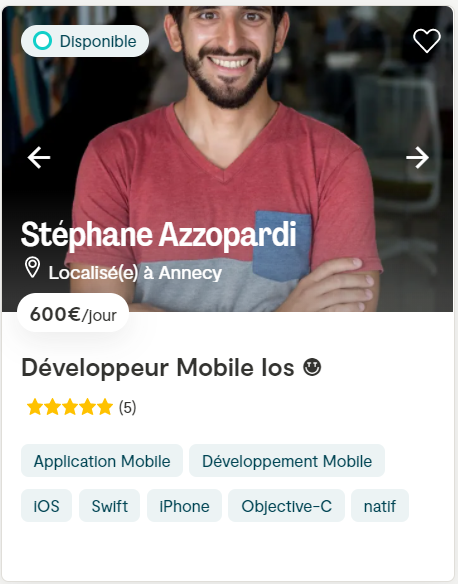 Disponible
Stéphane Azzopardi
Localisé(e) à Annecy
600€/jour
Développeur Mobile Ios
(5)
Application Mobile Développement Mobile
iOS Swift iPhone Objective-C natif